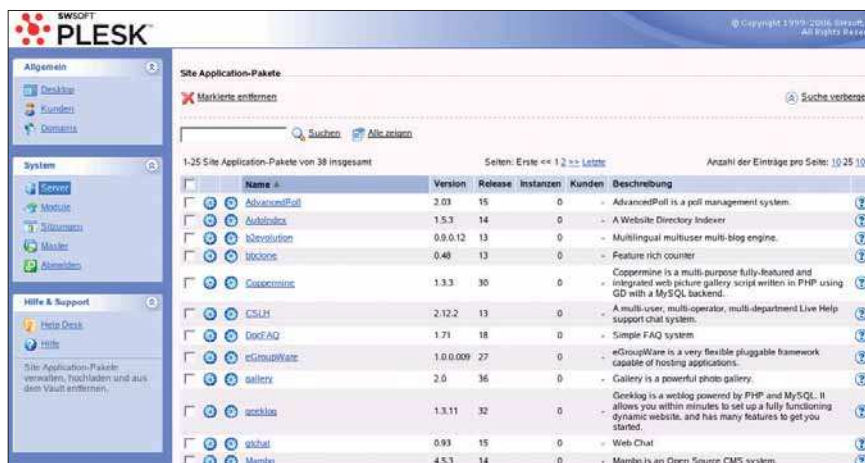 SWSOFT
PLESK
© Copyright 1999-2006 SWsoft,
All Rights Reser
Allgemein
Desktop
Kunden
Domains
System
Server
Module
Sitzungen
Master
Abmelden
Hilfe & Support
Help Desk
Hilfe
Site Application-Pakete
verwalten, hochladen und aus
dem Vault entfernen.
Site Application-Pakete
Markierte entfernen
Suche verberge
Suchen
Alle zeigen
1-25 Site Application-Pakete von 38 insgesamt
Seiten: Erste << 1 2 >> Letzte
Anzahl der Einträge pro Seite: 10 25 10
Name Version Release Instanzen Kunden Beschreibung
AdvancedPoll 2.03 15 0 - AdvancedPoll is a poll management system.
AutoIndex 1.5.3 14 0 - A Website Directory Indexer
b2evolution 0.9.0.12 13 0 - Multilingual multiuser multi-blog engine.
bbclone 0.48 13 0 - Feature rich counter
Coppermine 1.3.3 30 0 - Coppermine is a multi-purpose fully-featured and
integrated web picture gallery script written in PHP using
GD with a MySQL backend.
CSLH 2.12.2 13 0 - A multi-user, multi-operator, multi-department Live Help
support chat system.
DocFAQ 1.71 18 0 - Simple FAQ system
eGroupWare 1.0.0.009 27 0 - eGroupWare is a very flexible pluggable framework
capable of hosting applications.
gallery 2.0 36 0 - Gallery is a powerful photo gallery.
geeklog 1.3.11 32 0 - Geeklog is a weblog powered by PHP and MySQL. It
allows you within minutes to set up a fully functioning
dynamic website, and has many features to get you
started.
gtchat 0.93 15 0 - Web Chat
Mambo 4.5.3 14 0 - Mambo is an Open Source CMS system.